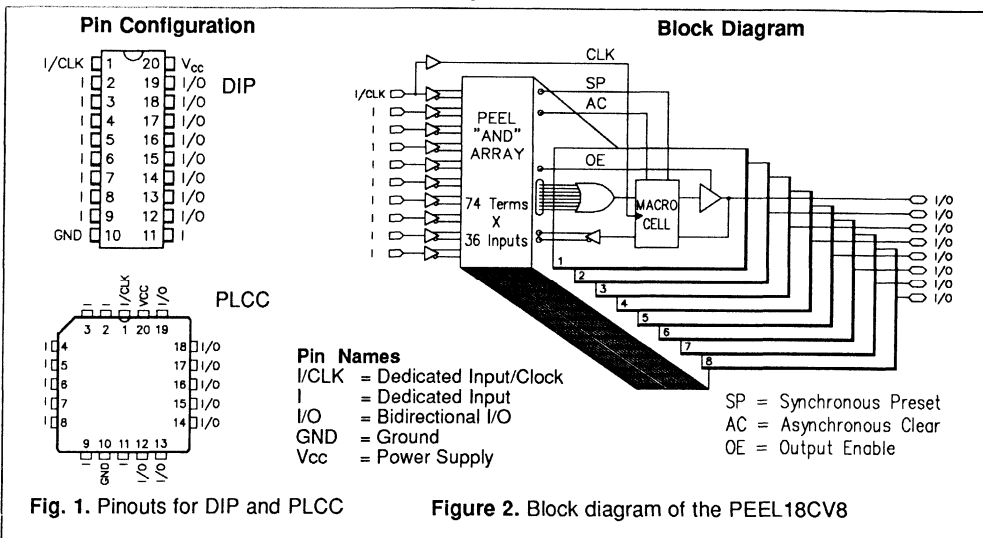 Pin Configuration
I/CLK 1 20 VCC
I 2 19 I/O
DIP
I 3 18 I/O
I 4 17 I/O
I 5 16 I/O
I 6 15 I/O
I 7 14 I/O
I 8 13 I/O
I 9 12 I/O
GND 10 11 I
PLCC
I I I/CLK VCC I/O
3 2 1 20 19
I 4 18 I/O
I 5 17 I/O
I 6 16 I/O
I 7 15 I/O
I 8 14 I/O
9 10 11 12 13
I GND I I/O I/O
Fig. 1. Pinouts for DIP and PLCC
Block Diagram
CLK
I/CLK
I
I
I
I
I
I
I
I
I
PEEL
"AND"
ARRAY
74 Terms
X
36 Inputs
SP
AC
OE
MACRO
CELL
1
2
3
4
5
6
7
8
I/O
I/O
I/O
I/O
I/O
I/O
I/O
Pin Names
I/CLK = Dedicated Input/Clock
I = Dedicated Input
I/O = Bidirectional I/O
GND = Ground
Vcc = Power Supply
SP = Synchronous Preset
AC = Asynchronous Clear
OE = Output Enable
Figure 2. Block diagram of the PEEL18CV8